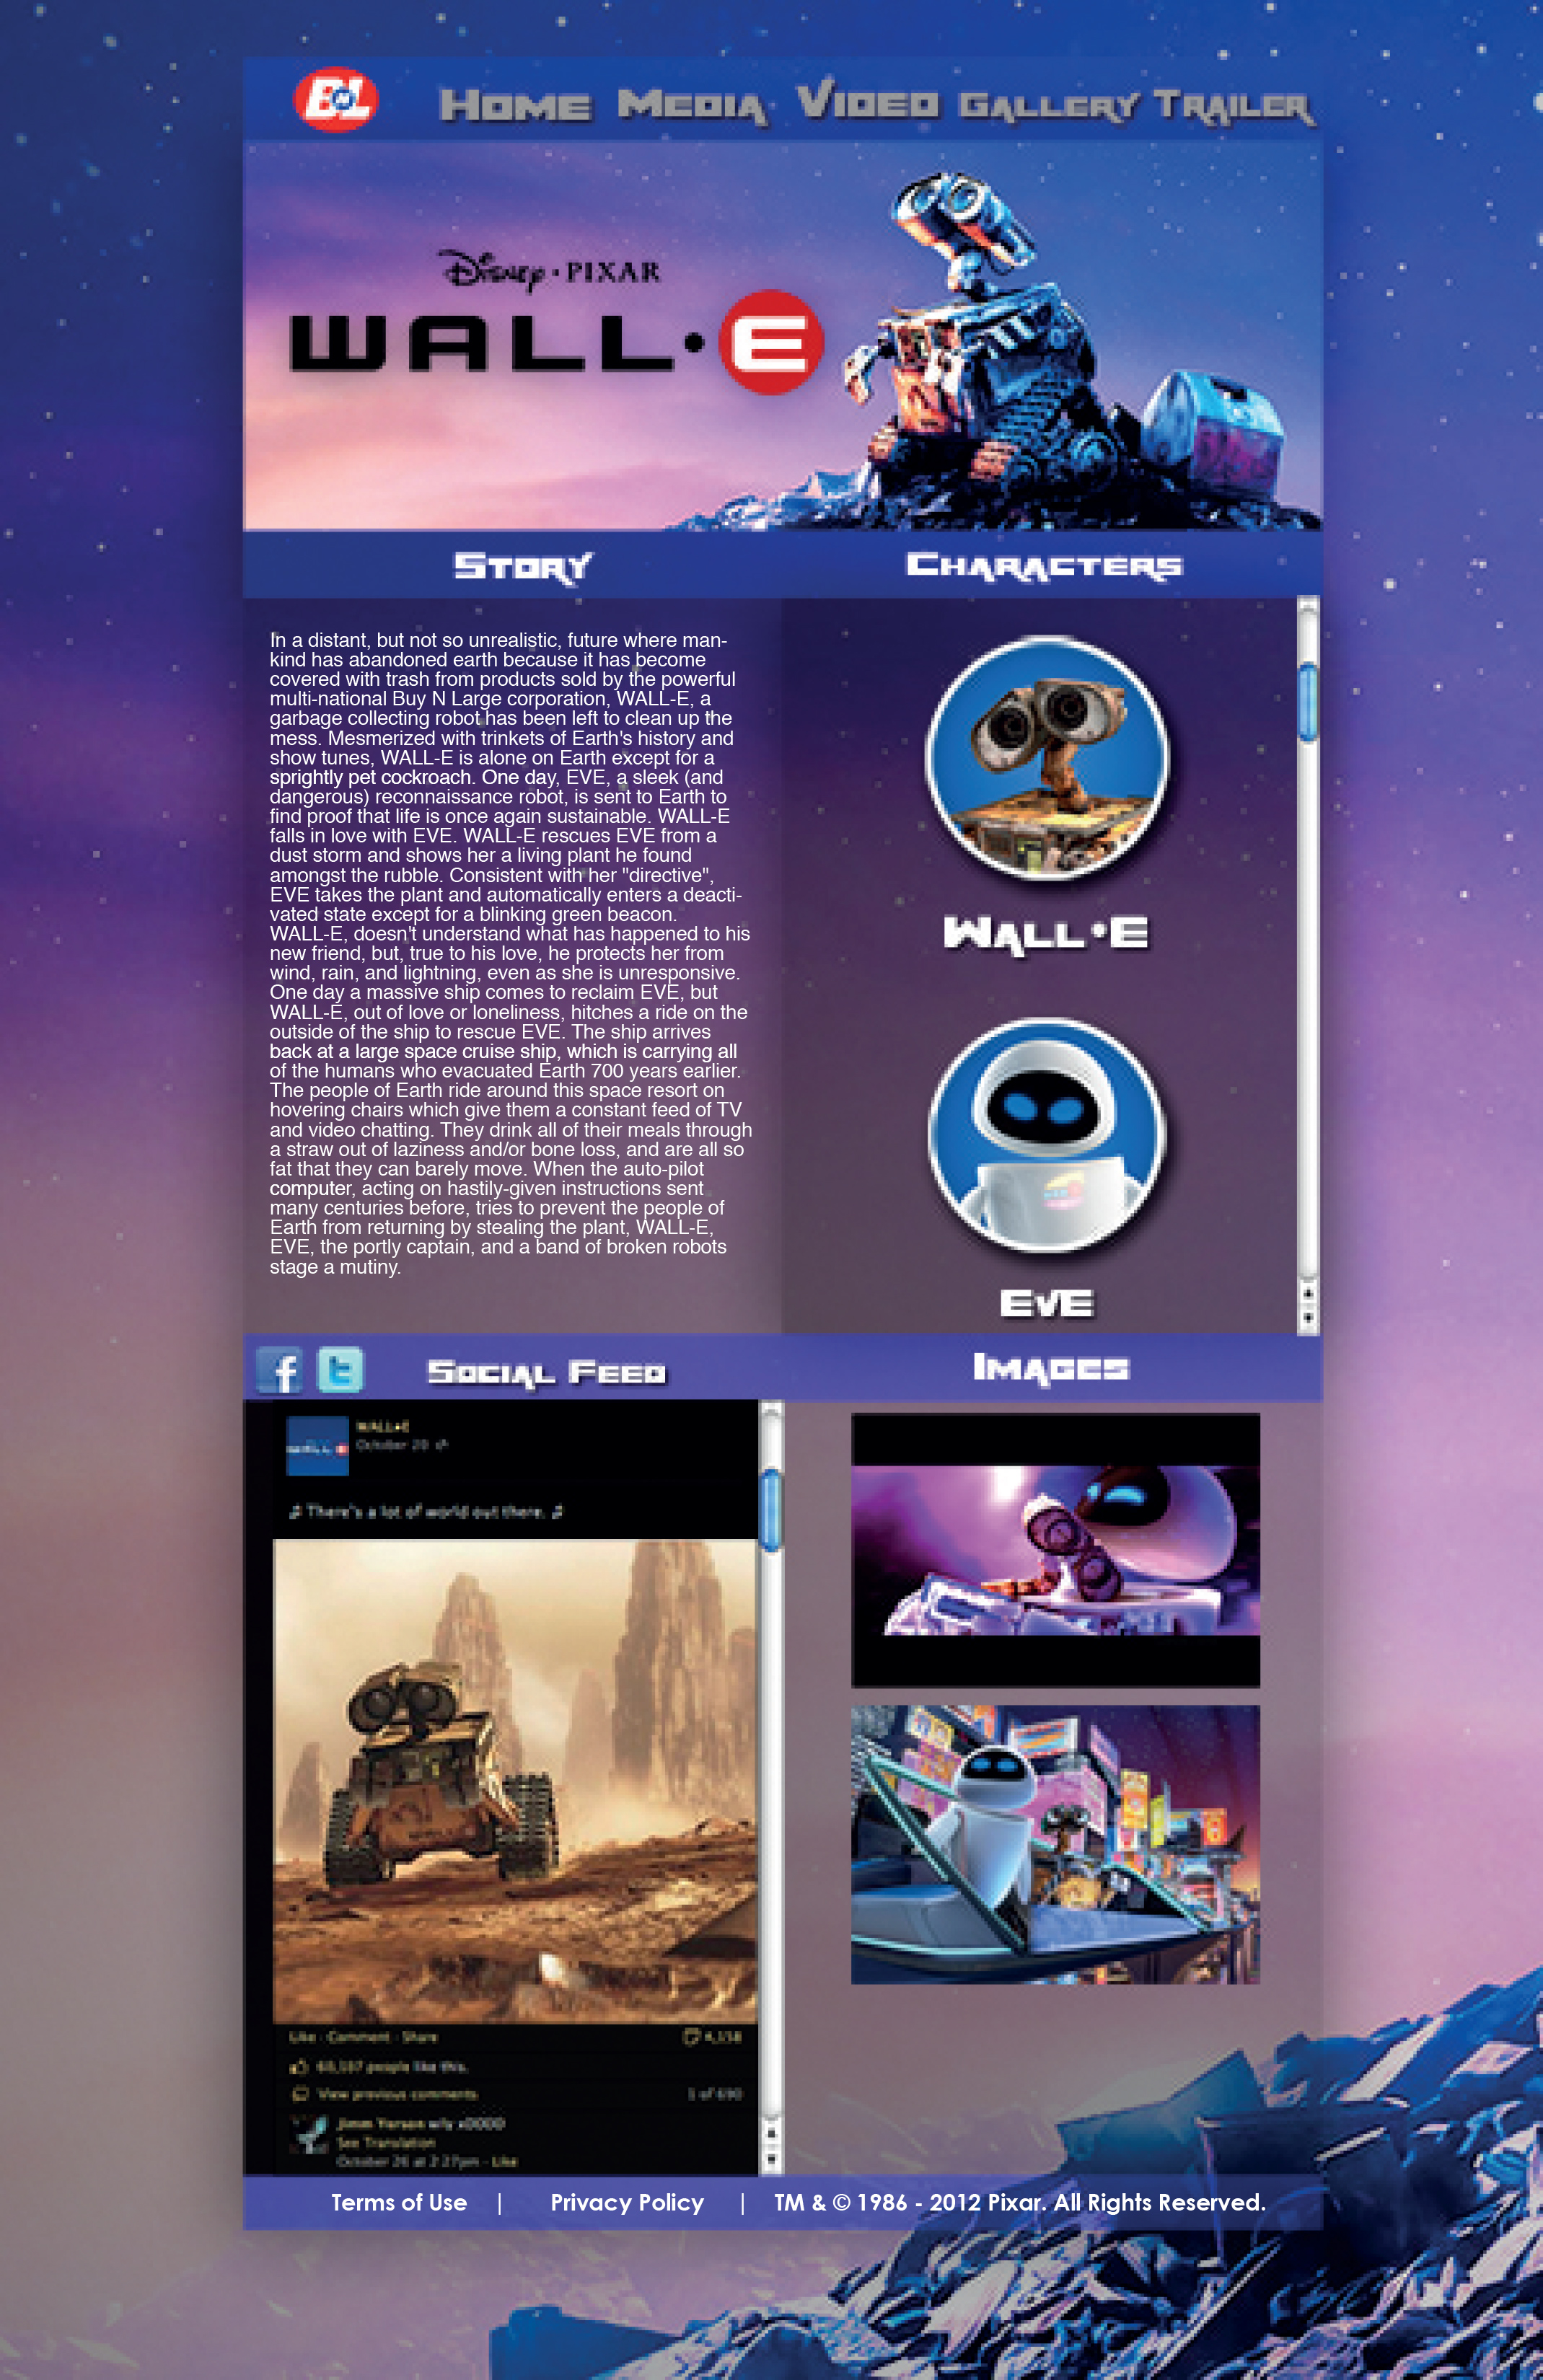 BnL
Home Media Video Gallery Trailer
Disney · PIXAR
WALL·E
Story
Characters
In a distant, but not so unrealistic, future where man-
kind has abandoned earth because it has become
covered with trash from products sold by the powerful
multi-national Buy N Large corporation, WALL-E, a
garbage collecting robot has been left to clean up the
mess. Mesmerized with trinkets of Earth's history and
show tunes, WALL-E is alone on Earth except for a
sprightly pet cockroach. One day, EVE, a sleek (and
dangerous) reconnaissance robot, is sent to Earth to
find proof that life is once again sustainable. WALL-E
falls in love with EVE. WALL-E rescues EVE from a
dust storm and shows her a living plant he found
amongst the rubble. Consistent with her "directive",
EVE takes the plant and automatically enters a deacti-
vated state except for a blinking green beacon.
WALL-E, doesn't understand what has happened to his
new friend, but, true to his love, he protects her from
wind, rain, and lightning, even as she is unresponsive.
One day a massive ship comes to reclaim EVE, but
WALL-E, out of love or loneliness, hitches a ride on the
outside of the ship to rescue EVE. The ship arrives
back at a large space cruise ship, which is carrying all
of the humans who evacuated Earth 700 years earlier.
The people of Earth ride around this space resort on
hovering chairs which give them a constant feed of TV
and video chatting. They drink all of their meals through
a straw out of laziness and/or bone loss, and are all so
fat that they can barely move. When the auto-pilot
computer, acting on hastily-given instructions sent
many centuries before, tries to prevent the people of
Earth from returning by stealing the plant, WALL-E,
EVE, the portly captain, and a band of broken robots
stage a mutiny.
Wall·E
EvE
f
t
Social Feed
Images
WALL•E
WALL•E
October 20
♫ There's a lot of world out there. ♫
Like · Comment · Share
4,158
people like this.
View previous comments
1 of 690
See Translation
October 26 at 2:27pm · Like
Terms of Use | Privacy Policy | TM & © 1986 - 2012 Pixar. All Rights Reserved.